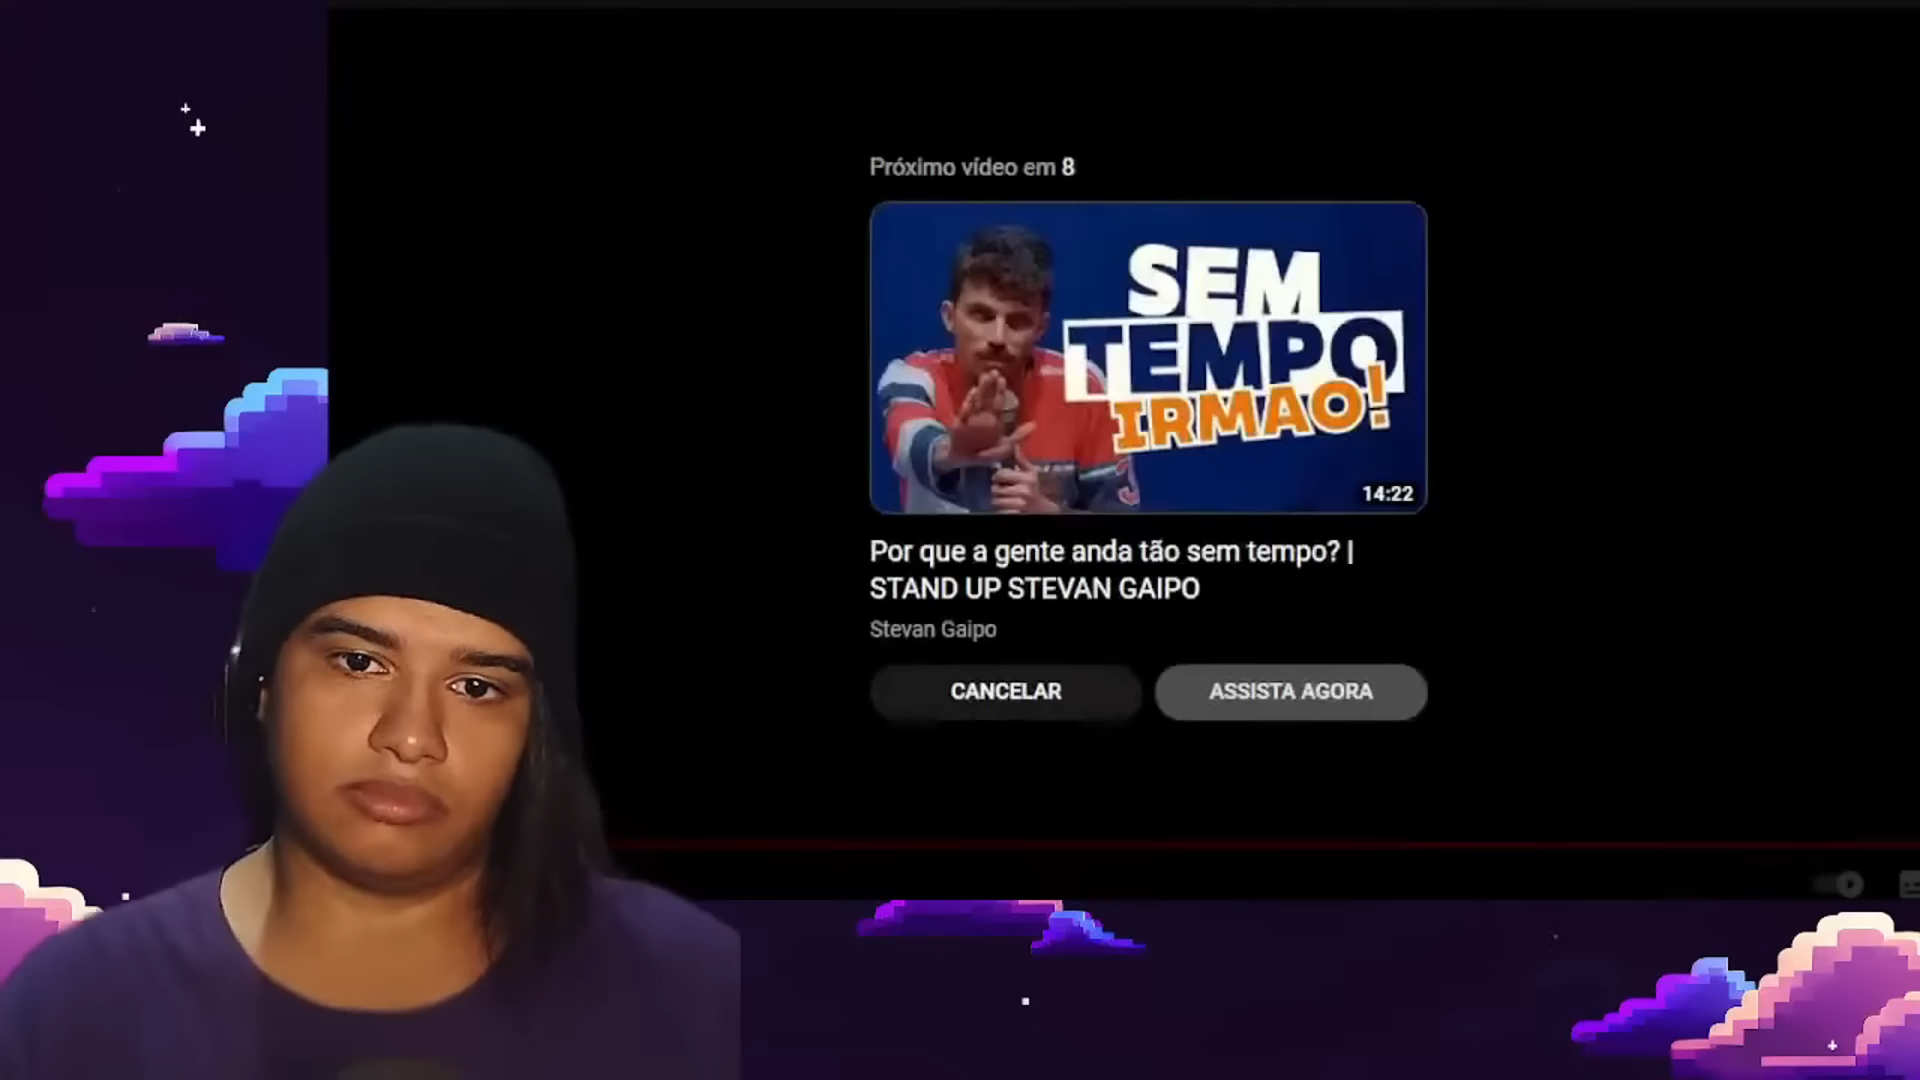 Próximo vídeo em 8
SEM
TEMPO
IRMAO!
14:22
Por que a gente anda tão sem tempo? |
STAND UP STEVAN GAIPO
Stevan Gaipo
CANCELAR
ASSISTA AGORA